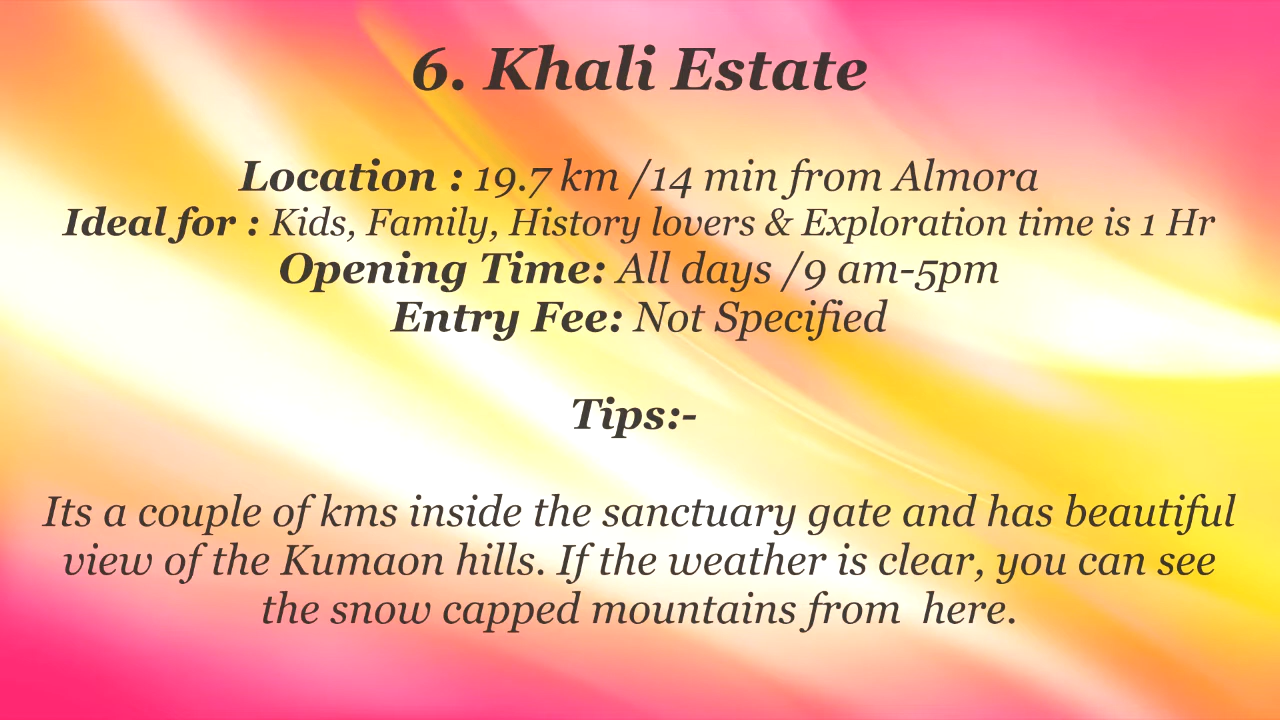 6. Khali Estate
Location : 19.7 km /14 min from Almora
Ideal for : Kids, Family, History lovers & Exploration time is 1 Hr
Opening Time: All days /9 am-5pm
Entry Fee: Not Specified
Tips:-
Its a couple of kms inside the sanctuary gate and has beautiful
view of the Kumaon hills. If the weather is clear, you can see
the snow capped mountains from  here.